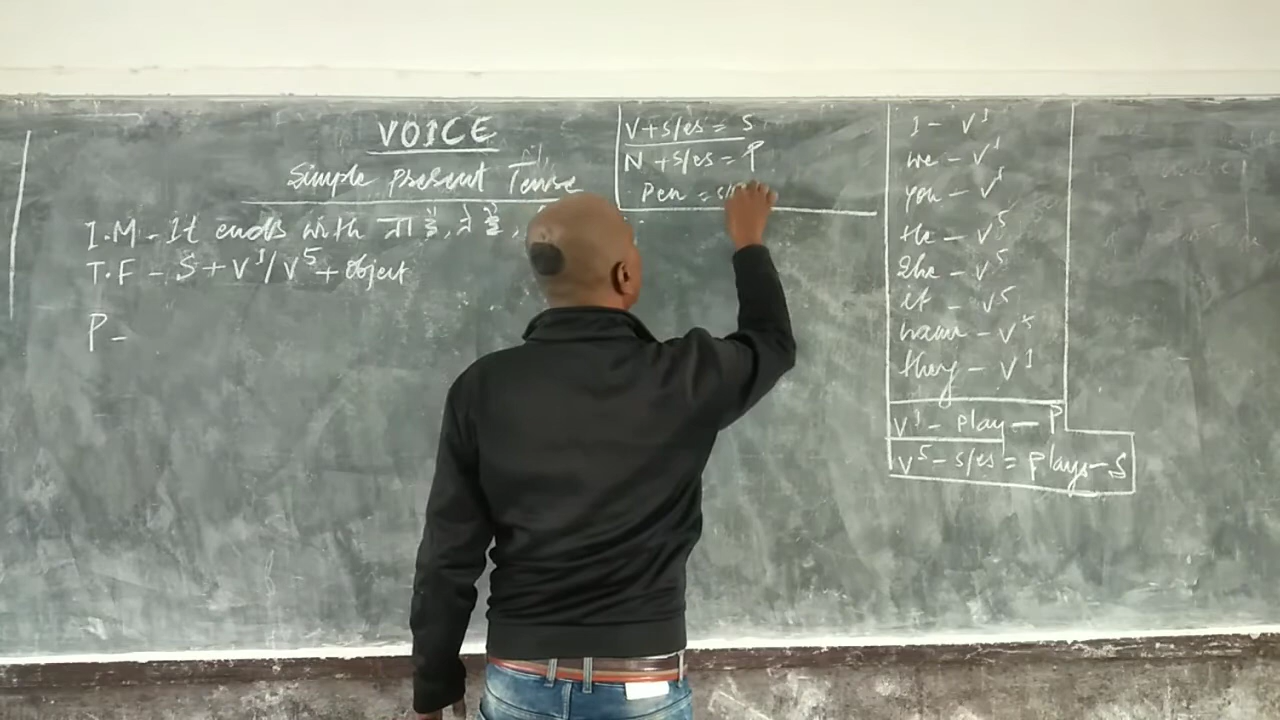 VOICE
Simple present Tense
I.M - It ends with ता है, ते है,
T.F - S + V¹/V⁵ + object
P -
V+s/es = S
N +s/es = P
Pen =
I - V¹
we - V¹
you - V¹
He - V⁵
She - V⁵
it - V⁵
name - V⁵
they - V¹
V¹ - play - P
V⁵ - s/es = plays - S